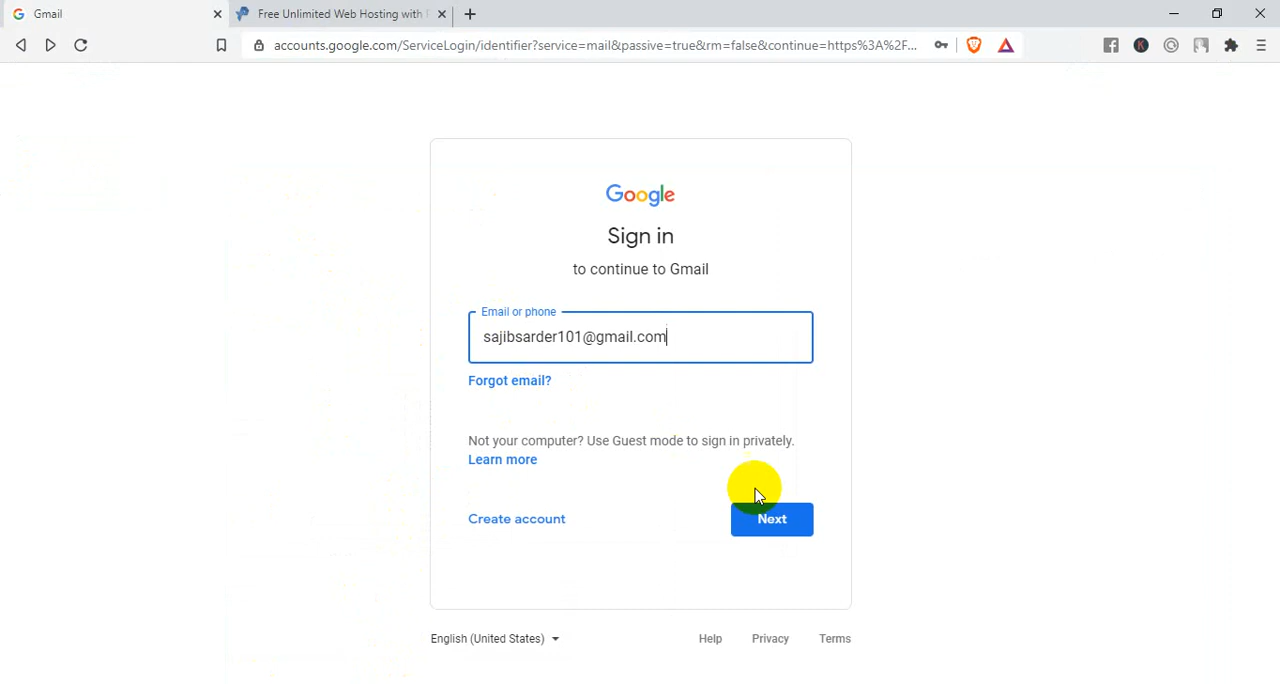 Gmail
Free Unlimited Web Hosting with
accounts.google.com/ServiceLogin/identifier?service=mail&passive=true&rm=false&continue=https%3A%2F...
Google
Sign in
to continue to Gmail
Email or phone
sajibsarder101@gmail.com
Forgot email?
Not your computer? Use Guest mode to sign in privately.
Learn more
Create account
Next
English (United States)
Help
Privacy
Terms